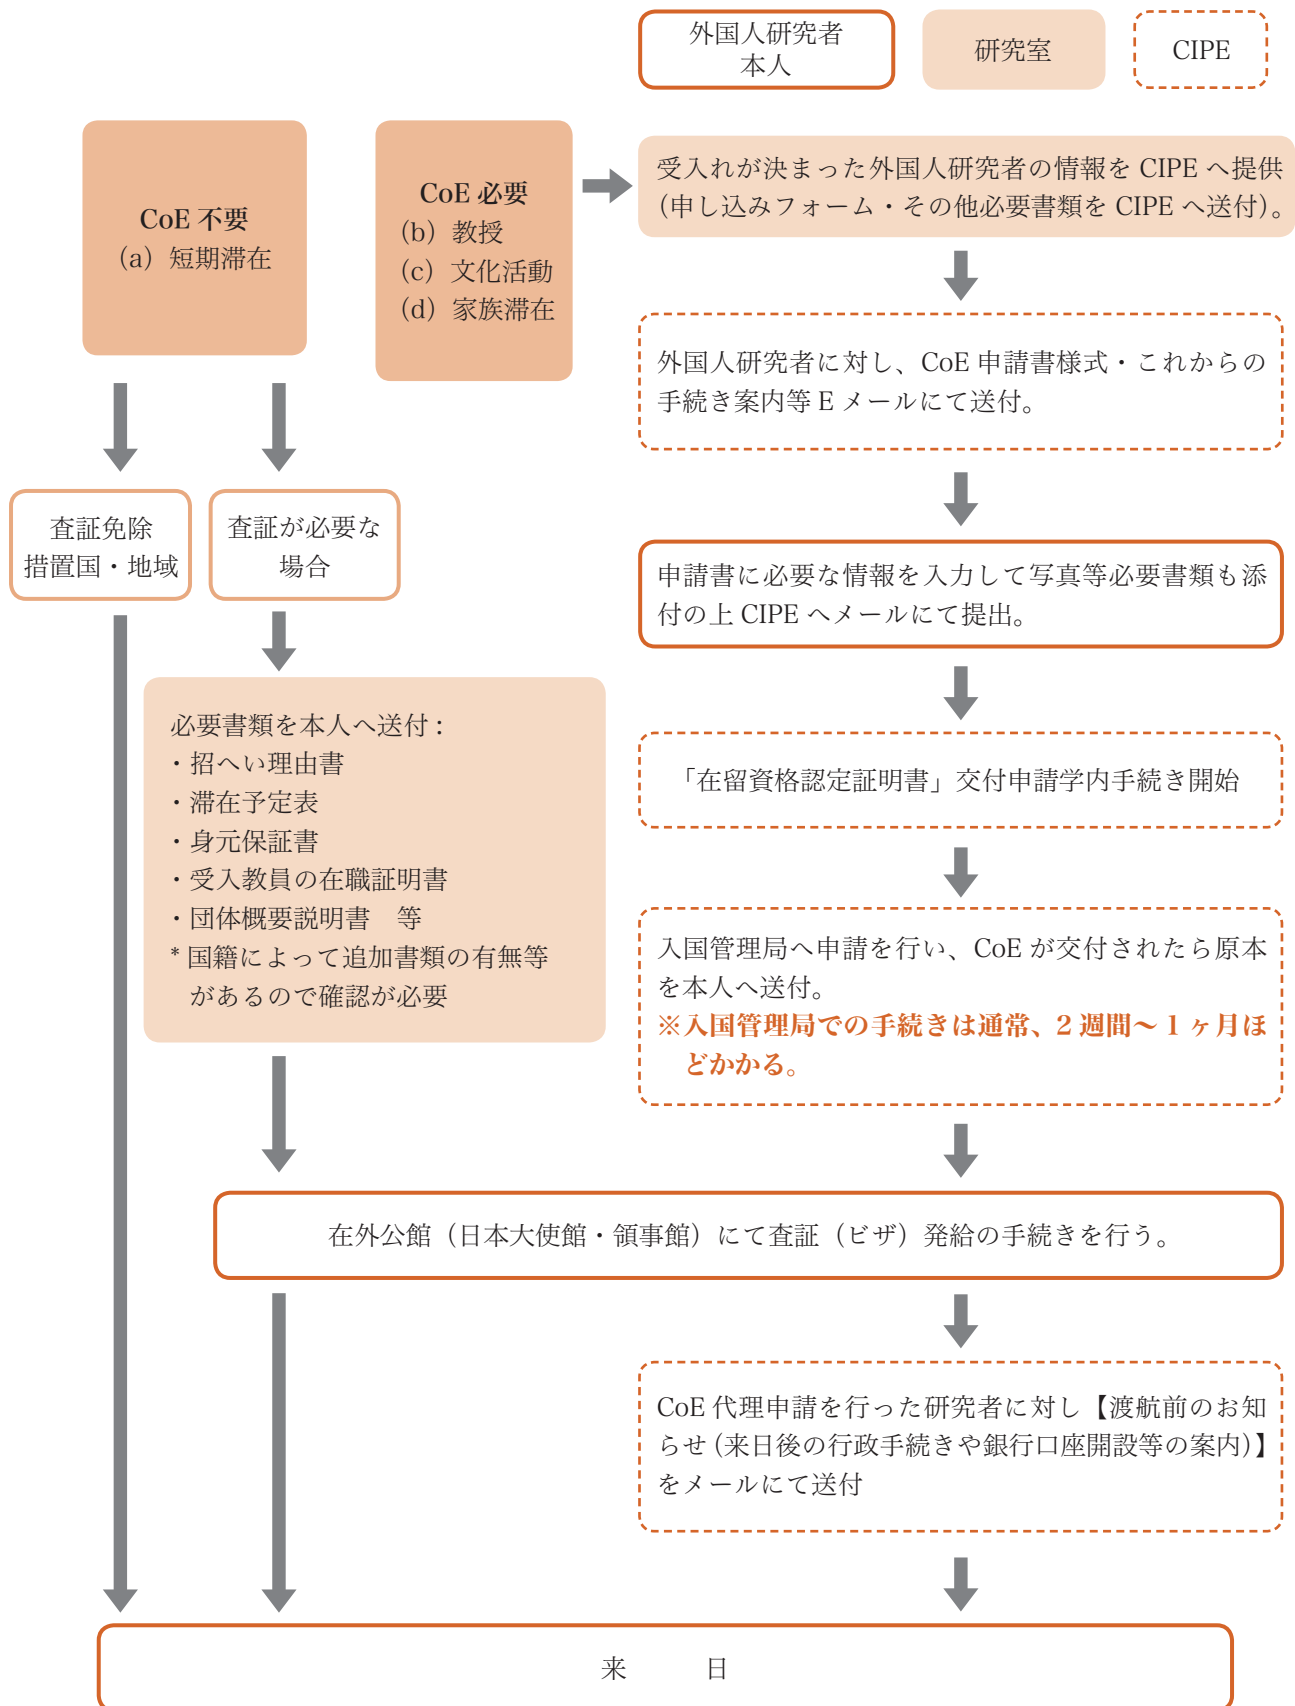 外国人研究者
本人
研究室
CIPE
CoE 不要
（a）短期滞在
CoE 必要
（b）教授
（c）文化活動
（d）家族滞在
受入れが決まった外国人研究者の情報を CIPE へ提供
（申し込みフォーム・その他必要書類を CIPE へ送付）。
外国人研究者に対し、CoE 申請書様式・これからの
手続き案内等 E メールにて送付。
査証免除
措置国・地域
査証が必要な
場合
申請書に必要な情報を入力して写真等必要書類も添
付の上 CIPE へメールにて提出。
必要書類を本人へ送付：
・招へい理由書
・滞在予定表
・身元保証書
・受入教員の在職証明書
・団体概要説明書　等
* 国籍によって追加書類の有無等
があるので確認が必要
「在留資格認定証明書」交付申請学内手続き開始
入国管理局へ申請を行い、CoE が交付されたら原本
を本人へ送付。
※入国管理局での手続きは通常、2 週間〜 1 ヶ月ほ
どかかる。
在外公館（日本大使館・領事館）にて査証（ビザ）発給の手続きを行う。
CoE 代理申請を行った研究者に対し【渡航前のお知
らせ（来日後の行政手続きや銀行口座開設等の案内）】
をメールにて送付
来　　　日